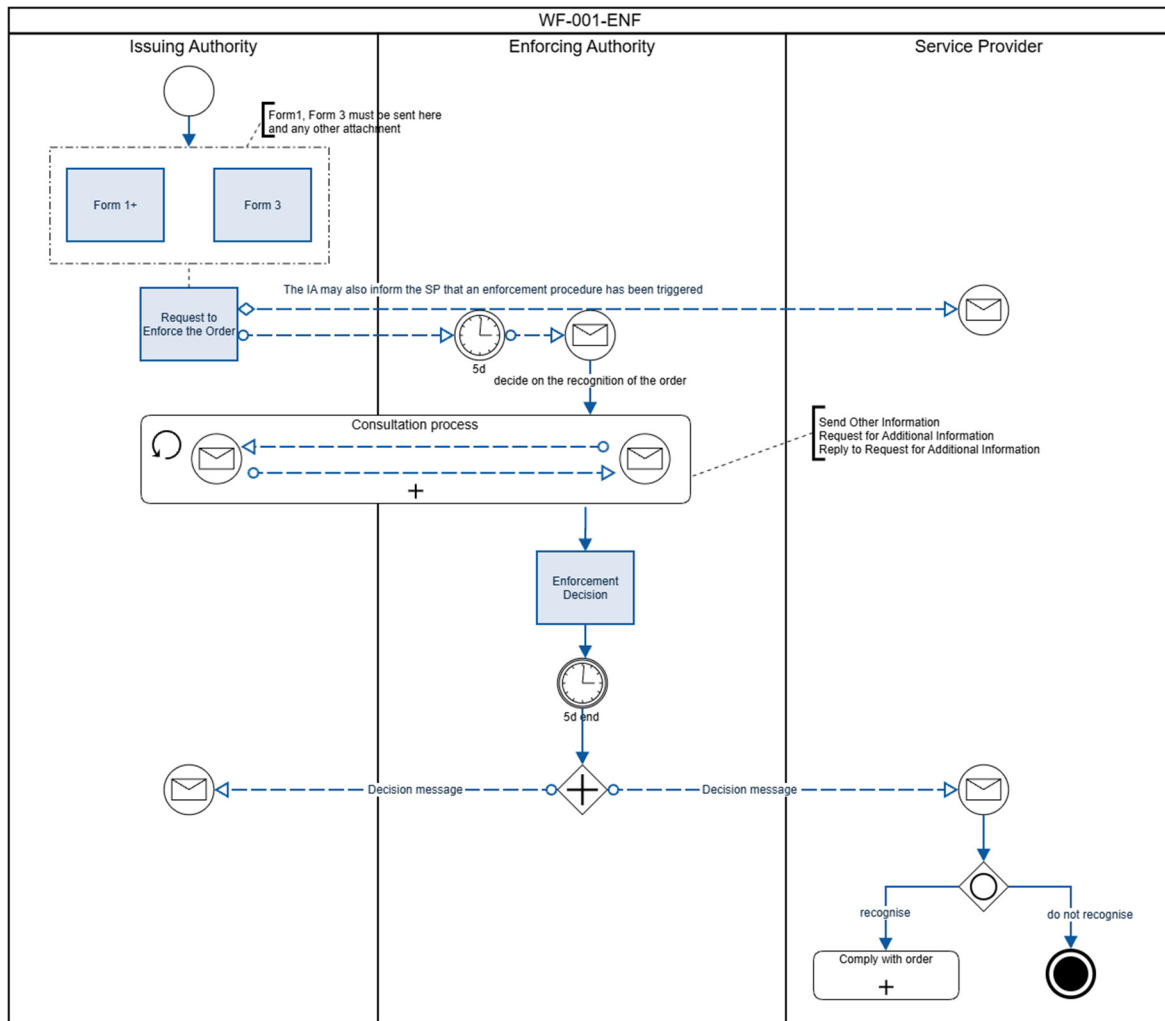 WF-001-ENF
Issuing Authority
Enforcing Authority
Service Provider
Form1, Form 3 must be sent here
and any other attachment
Form 1+
Form 3
The IA may also inform the SP that an enforcement procedure has been triggered
Request to
Enforce the Order
5d
decide on the recognition of the order
Consultation process
Send Other Information
Request for Additional Information
Reply to Request for Additional Information
Enforcement
Decision
5d end
Decision message
Decision message
recognise
do not recognise
Comply with order